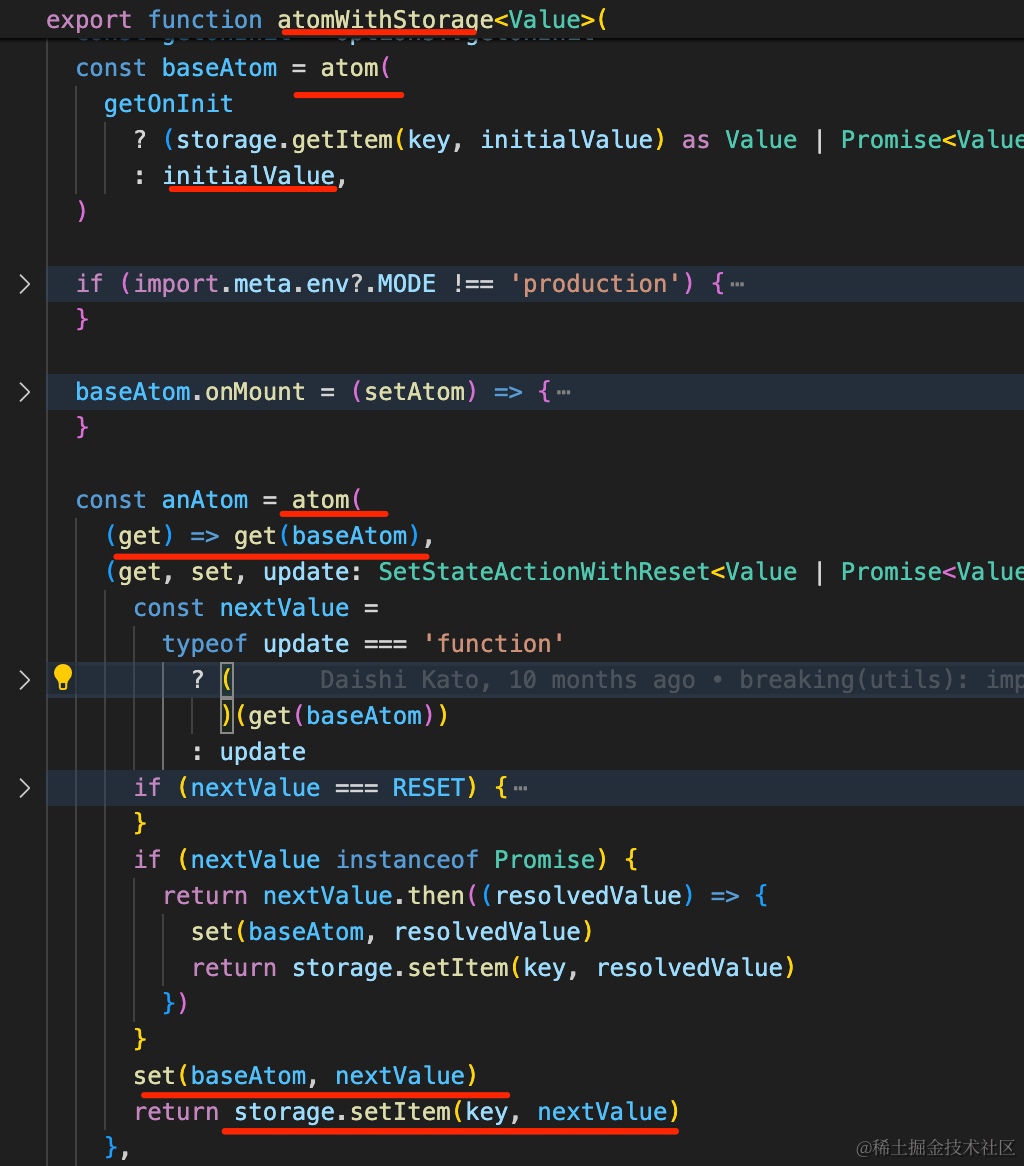 export function atomWithStorage<Value>(
const baseAtom = atom(
getOnInit
? (storage.getItem(key, initialValue) as Value | Promise<Value
: initialValue,
)
if (import.meta.env?.MODE !== 'production') {⋯
}
baseAtom.onMount = (setAtom) => {⋯
}
const anAtom = atom(
(get) => get(baseAtom),
(get, set, update: SetStateActionWithReset<Value | Promise<Value
const nextValue =
typeof update === 'function'
? ( Daishi Kato, 10 months ago • breaking(utils): imp
)(get(baseAtom))
: update
if (nextValue === RESET) {⋯
}
if (nextValue instanceof Promise) {
return nextValue.then((resolvedValue) => {
set(baseAtom, resolvedValue)
return storage.setItem(key, resolvedValue)
})
}
set(baseAtom, nextValue)
return storage.setItem(key, nextValue)
},
@稀土掘金技术社区